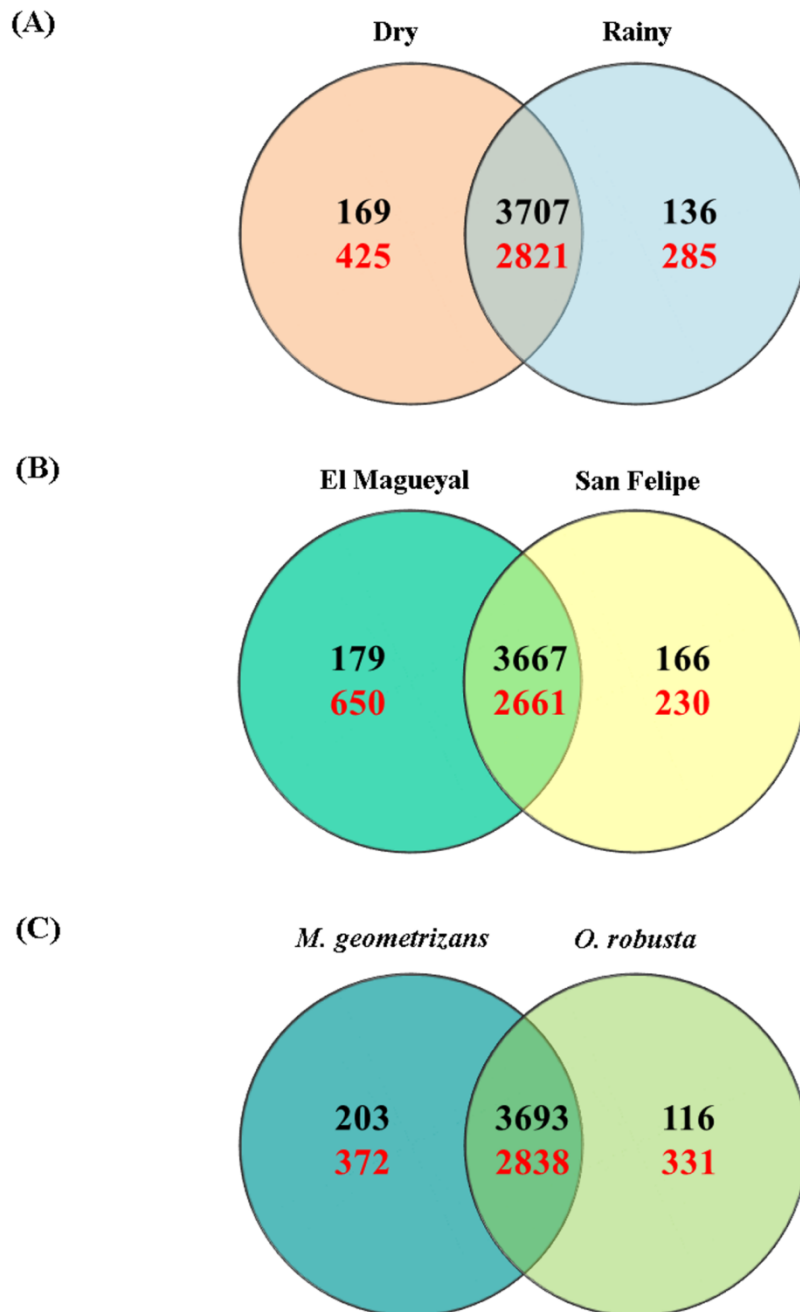 (A)
Dry Rainy
169 3707 136
425 2821 285
(B)
El Magueyal San Felipe
179 3667 166
650 2661 230
(C)
M. geometrizans O. robusta
203 3693 116
372 2838 331